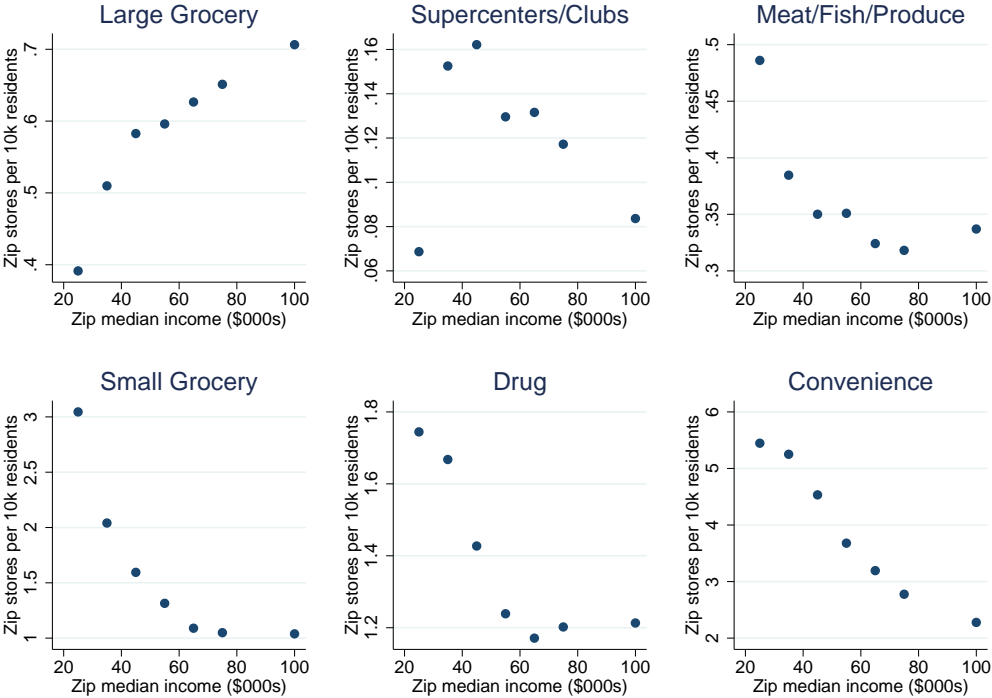 Large Grocery
Zip stores per 10k residents
.7
.6
.5
.4
20 40 60 80 100
Zip median income ($000s)
Supercenters/Clubs
Zip stores per 10k residents
.16
.14
.12
.1
.08
.06
20 40 60 80 100
Zip median income ($000s)
Meat/Fish/Produce
Zip stores per 10k residents
.5
.45
.4
.35
.3
20 40 60 80 100
Zip median income ($000s)
Small Grocery
Zip stores per 10k residents
3
2.5
2
1.5
1
20 40 60 80 100
Zip median income ($000s)
Drug
Zip stores per 10k residents
1.8
1.6
1.4
1.2
20 40 60 80 100
Zip median income ($000s)
Convenience
Zip stores per 10k residents
6
5
4
3
2
20 40 60 80 100
Zip median income ($000s)